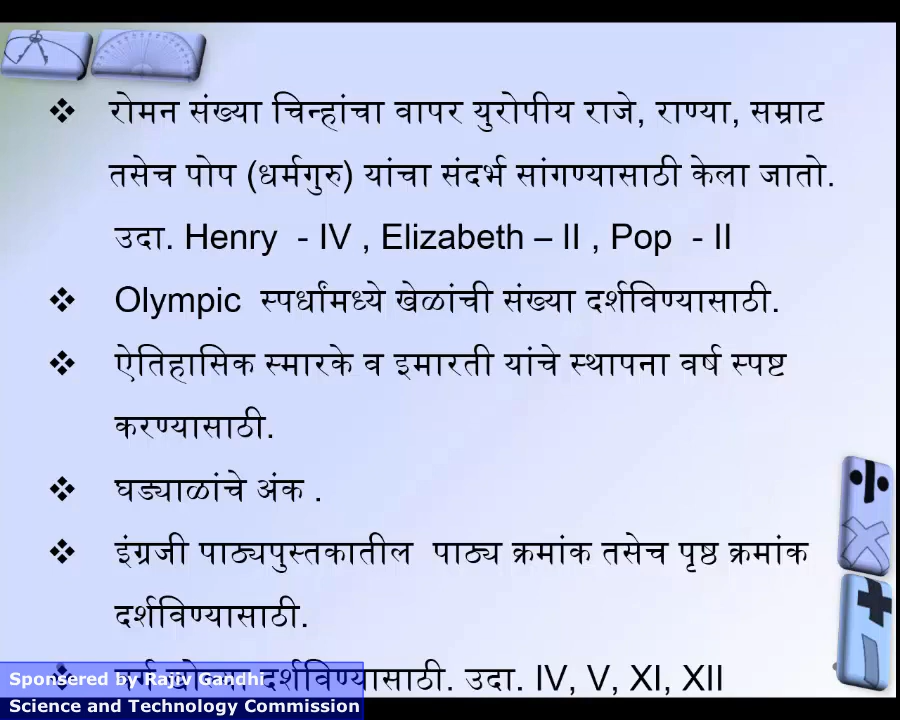 ❖ रोमन संख्या चिन्हांचा वापर युरोपीय राजे, राण्या, सम्राट
तसेच पोप (धर्मगुरु) यांचा संदर्भ सांगण्यासाठी केला जातो.
उदा. Henry - IV , Elizabeth – II , Pop - II
❖ Olympic स्पर्धांमध्ये खेळांची संख्या दर्शविण्यासाठी.
❖ ऐतिहासिक स्मारके व इमारती यांचे स्थापना वर्ष स्पष्ट
करण्यासाठी.
❖ घड्याळांचे अंक .
❖ इंग्रजी पाठ्यपुस्तकातील पाठ्य क्रमांक तसेच पृष्ठ क्रमांक
दर्शविण्यासाठी.
❖ वर्ग दर्शविण्यासाठी. उदा. IV, V, XI, XII
Sponsered by Rajiv Gandhi
Science and Technology Commission